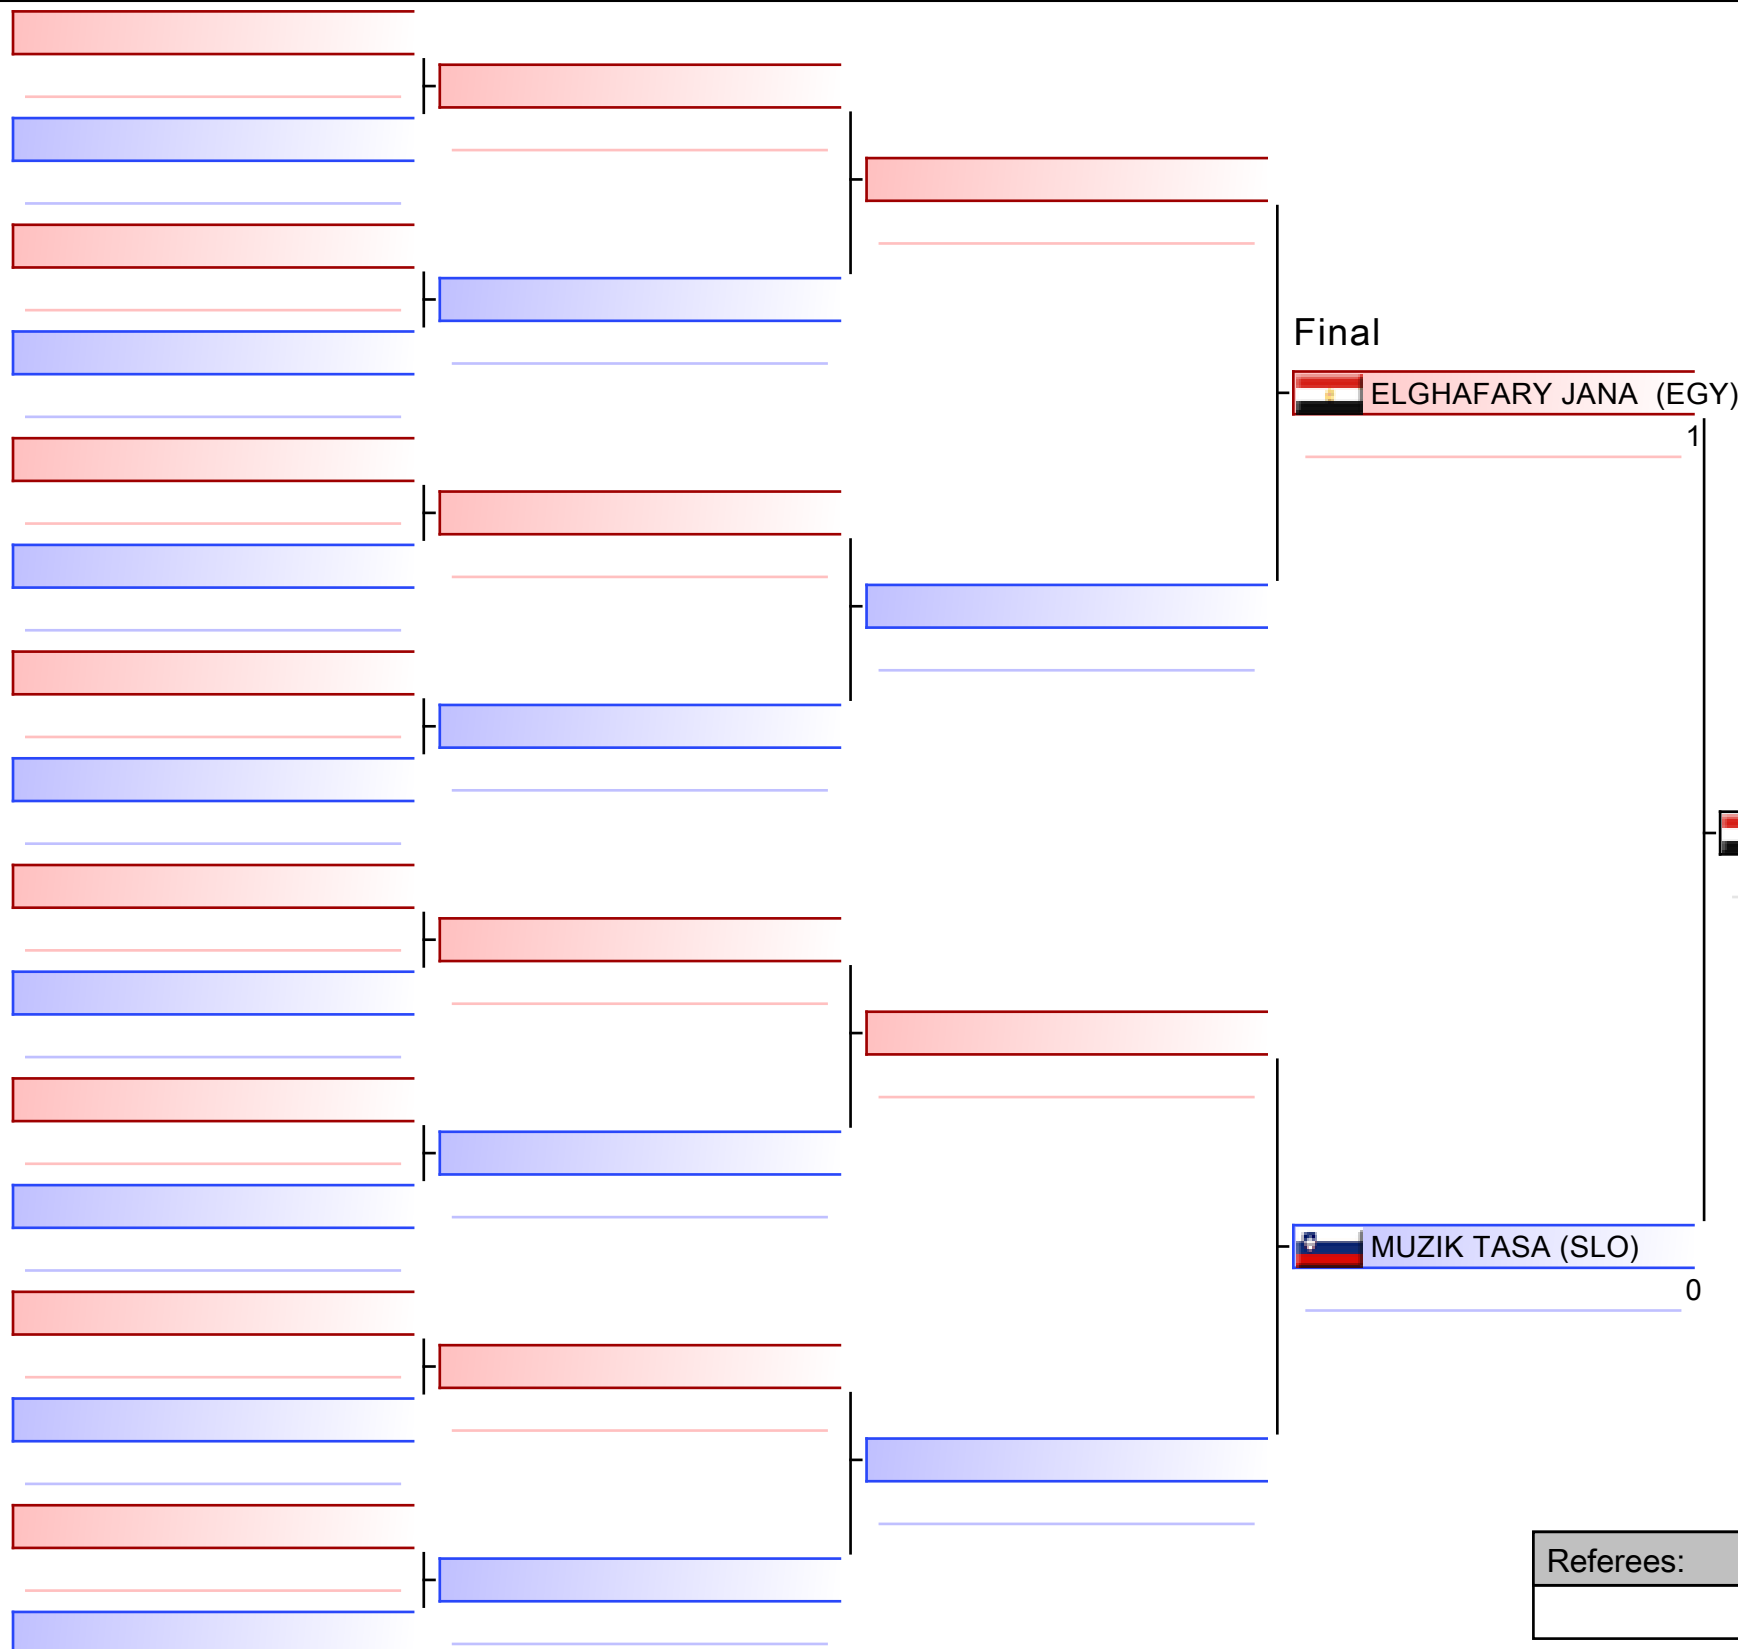 Final
ELGHAFARY JANA (EGY)
1
MUZIK TASA (SLO)
0
Referees: